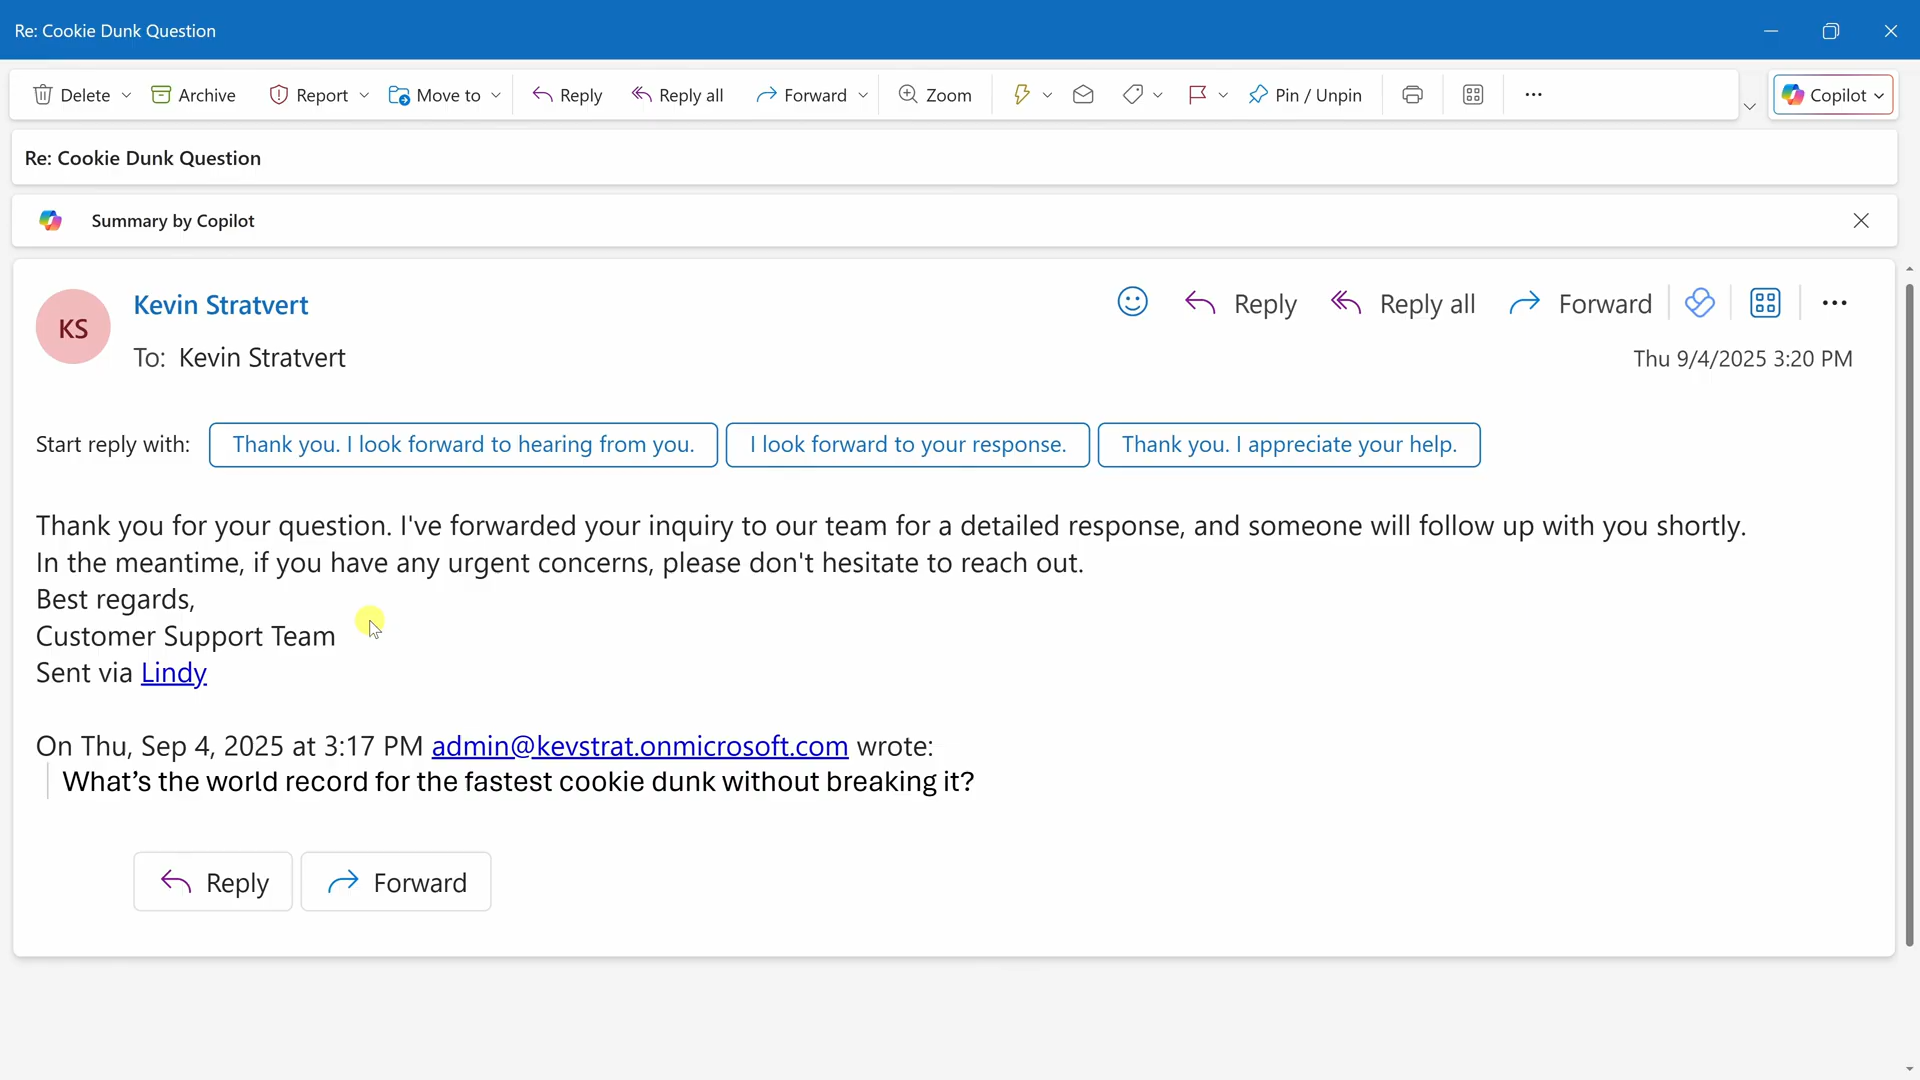 Re: Cookie Dunk Question
Delete
Archive
Report
Move to
Reply
Reply all
Forward
Zoom
Pin / Unpin
Copilot
Re: Cookie Dunk Question
Summary by Copilot
KS
Kevin Stratvert
Reply
Reply all
Forward
To: Kevin Stratvert
Thu 9/4/2025 3:20 PM
Start reply with:
Thank you. I look forward to hearing from you.
I look forward to your response.
Thank you. I appreciate your help.
Thank you for your question. I've forwarded your inquiry to our team for a detailed response, and someone will follow up with you shortly.
In the meantime, if you have any urgent concerns, please don't hesitate to reach out.
Best regards,
Customer Support Team
Sent via Lindy
On Thu, Sep 4, 2025 at 3:17 PM admin@kevstrat.onmicrosoft.com wrote:
What’s the world record for the fastest cookie dunk without breaking it?
Reply
Forward